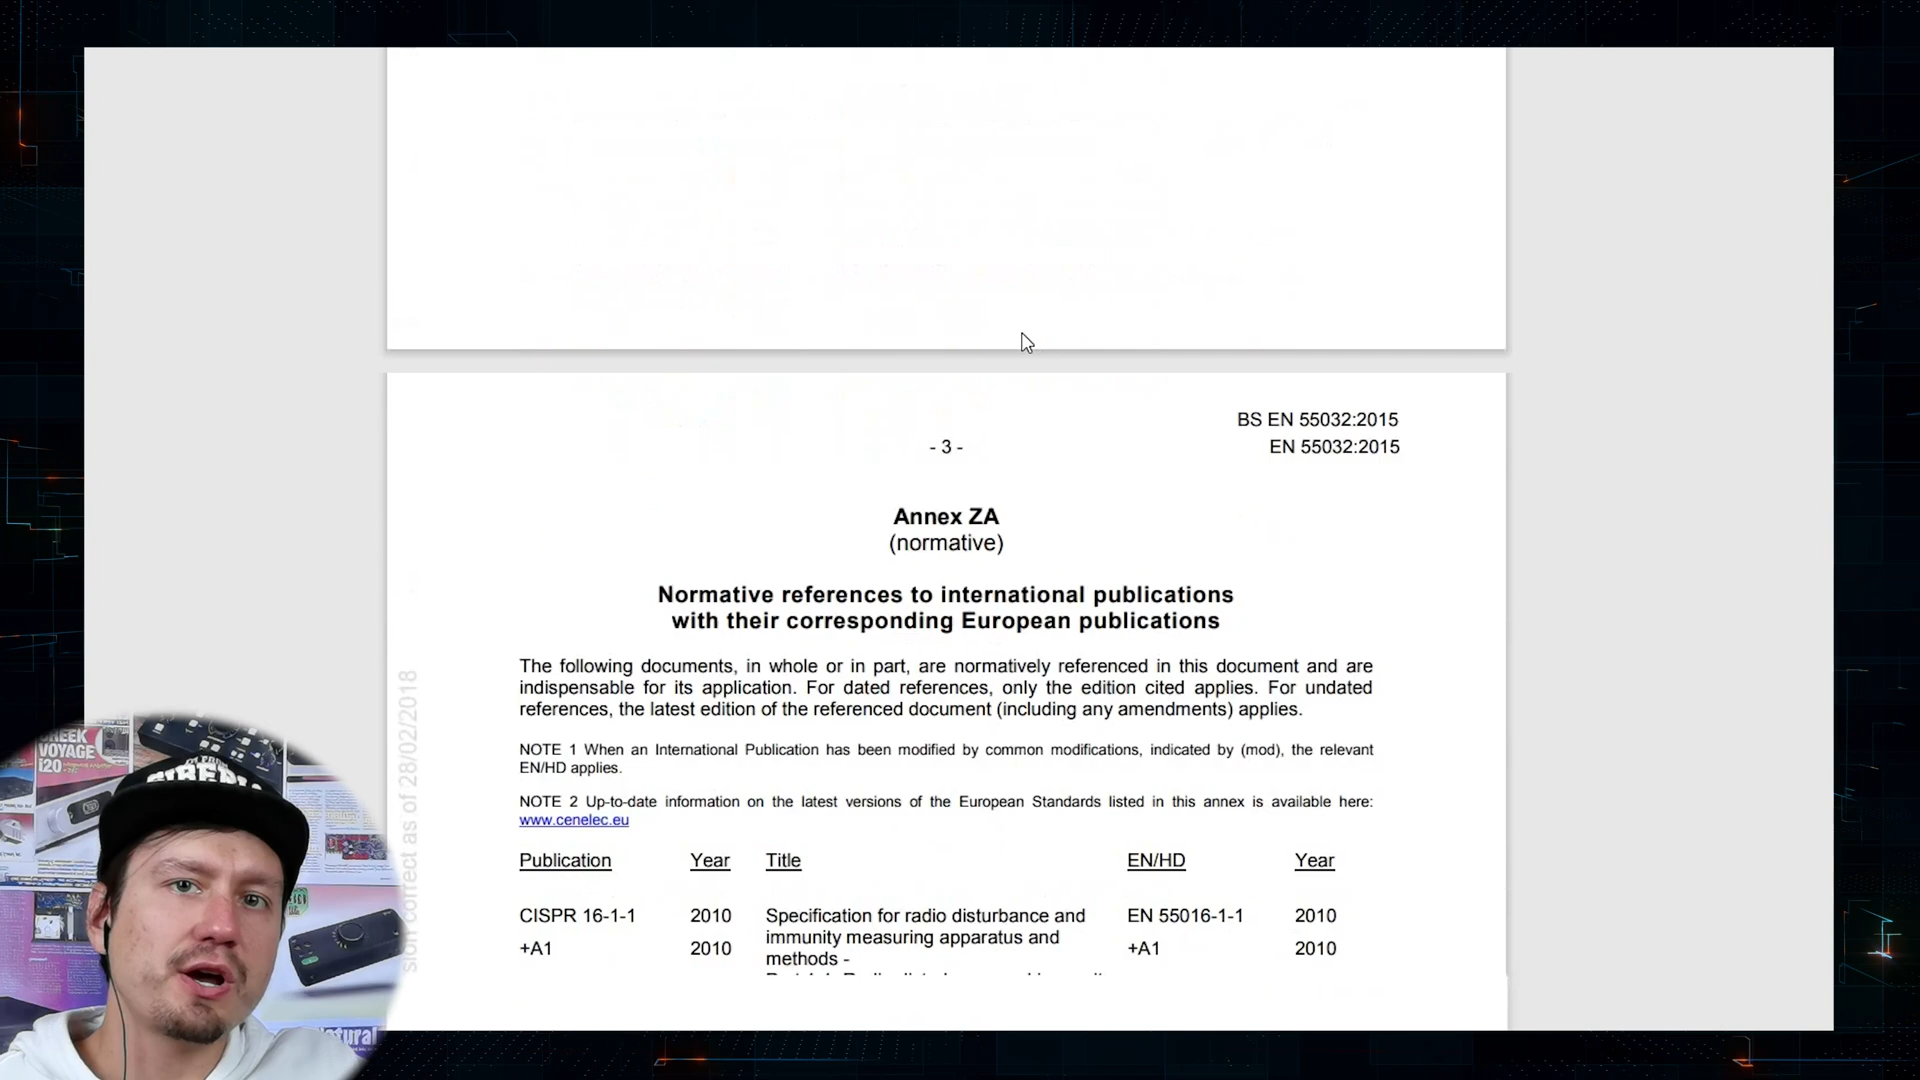 BS EN 55032:2015
- 3 -
EN 55032:2015
Annex ZA
(normative)
Normative references to international publications
with their corresponding European publications
The following documents, in whole or in part, are normatively referenced in this document and are
indispensable for its application. For dated references, only the edition cited applies. For undated
references, the latest edition of the referenced document (including any amendments) applies.
NOTE 1 When an International Publication has been modified by common modifications, indicated by (mod), the relevant
EN/HD applies.
NOTE 2 Up-to-date information on the latest versions of the European Standards listed in this annex is available here:
www.cenelec.eu
Publication Year Title EN/HD Year
CISPR 16-1-1 2010 Specification for radio disturbance and EN 55016-1-1 2010
immunity measuring apparatus and
+A1 2010 methods - +A1 2010
correct as of 28/02/2018
VOYAGE
i20